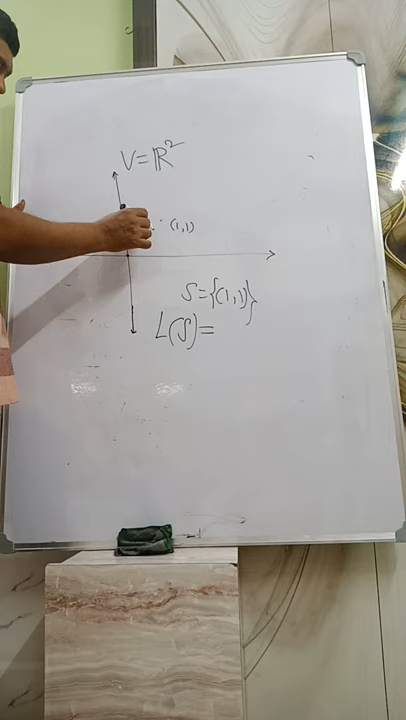 V=ℝ²
(1,1)
S={(1,1)}
L(S)=